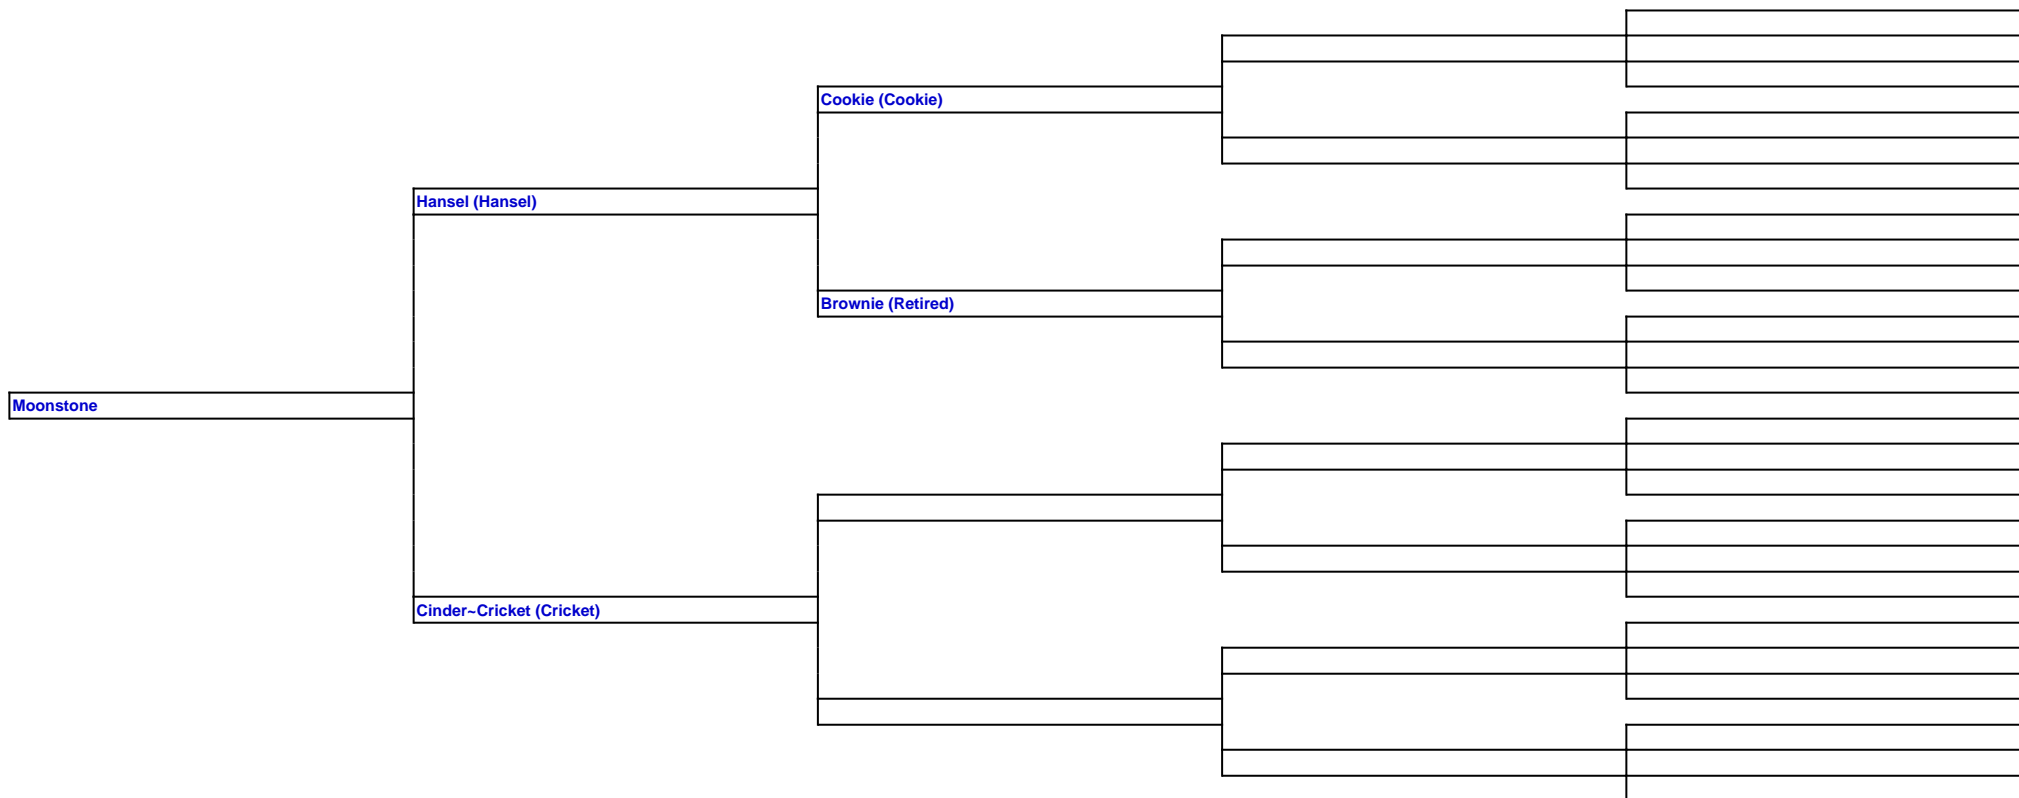 Cookie (Cookie)
Hansel (Hansel)
Brownie (Retired)
Moonstone
Cinder~Cricket (Cricket)